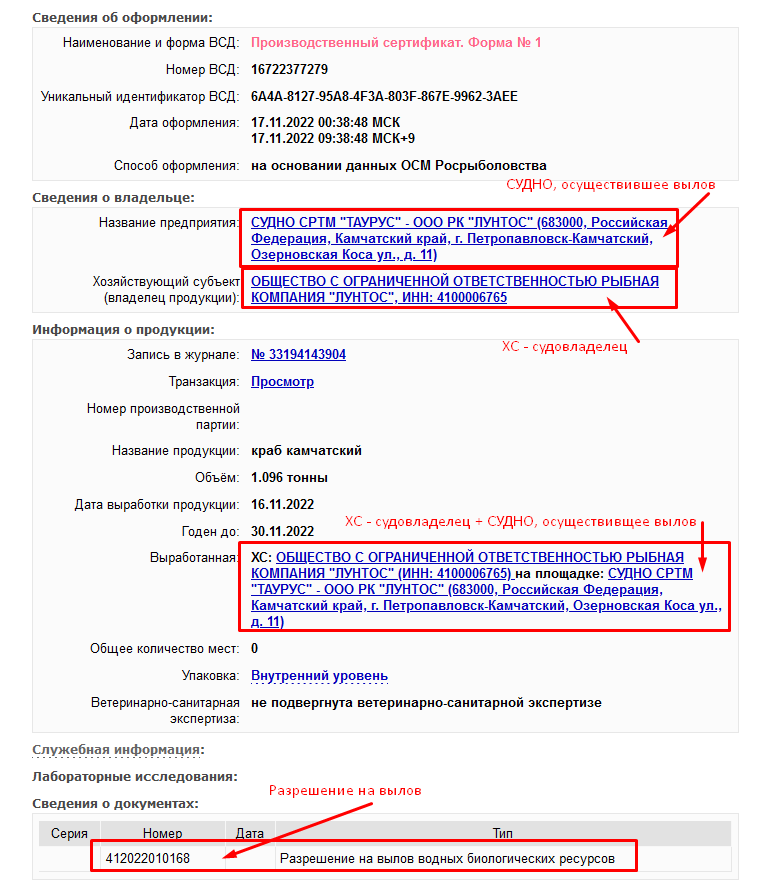 Сведения об оформлении:
Наименование и форма ВСД: Производственный сертификат. Форма № 1
Номер ВСД: 16722377279
Уникальный идентификатор ВСД: 6A4A-8127-95A8-4F3A-803F-867E-9962-3AEE
Дата оформления: 17.11.2022 00:38:48 МСК
17.11.2022 09:38:48 МСК+9
Способ оформления: на основании данных ОСМ Росрыболовства
СУДНО, осуществившее вылов
Сведения о владельце:
Название предприятия: СУДНО СРТМ "ТАУРУС" - ООО РК "ЛУНТОС" (683000, Российская
Федерация, Камчатский край, г. Петропавловск-Камчатский,
Озерновская Коса ул., д. 11)
Хозяйствующий субъект ОБЩЕСТВО С ОГРАНИЧЕННОЙ ОТВЕТСТВЕННОСТЬЮ РЫБНАЯ
(владелец продукции): КОМПАНИЯ "ЛУНТОС", ИНН: 4100006765
Информация о продукции:
ХС - судовладелец
Запись в журнале: № 33194143904
Транзакция: Просмотр
Номер производственной
партии:
Название продукции: краб камчатский
Объём: 1.096 тонны
Дата выработки продукции: 16.11.2022
ХС - судовладелец + СУДНО, осуществивщее вылов
Годен до: 30.11.2022
Выработанная: ХС: ОБЩЕСТВО С ОГРАНИЧЕННОЙ ОТВЕТСТВЕННОСТЬЮ РЫБНАЯ
КОМПАНИЯ "ЛУНТОС" (ИНН: 4100006765) на площадке: СУДНО СРТМ
"ТАУРУС" - ООО РК "ЛУНТОС" (683000, Российская Федерация,
Камчатский край, г. Петропавловск-Камчатский, Озерновская Коса ул.,
д. 11)
Общее количество мест: 0
Упаковка: Внутренний уровень
Ветеринарно-санитарная не подвергнута ветеринарно-санитарной экспертизе
экспертиза:
Служебная информация:
Лабораторные исследования:
Разрешение на вылов
Сведения о документах:
Серия Номер Дата Тип
412022010168 Разрешение на вылов водных биологических ресурсов